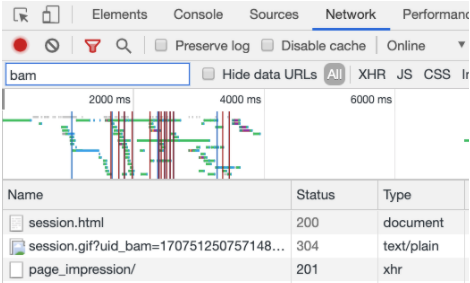 Elements Console Sources Network Performanc
Preserve log Disable cache Online
bam Hide data URLs All XHR JS CSS
2000 ms 4000 ms 6000 ms
Name Status Type
session.html 200 document
session.gif?uid_bam=170751250757148... 304 text/plain
page_impression/ 201 xhr